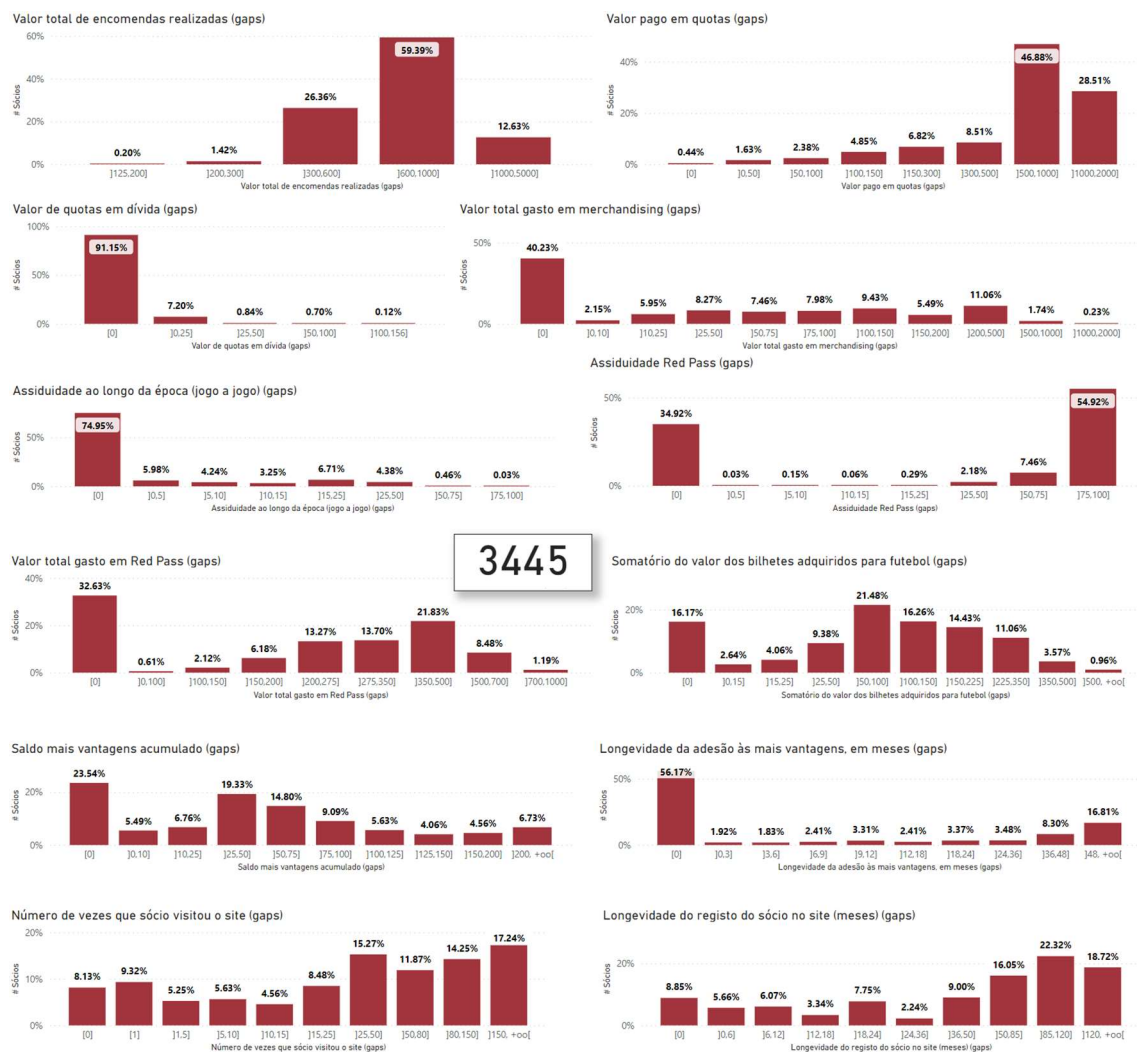 Valor total de encomendas realizadas (gaps)
60%
40%
20%
0%
# Sócios
0.20%
1.42%
26.36%
59.39%
12.63%
]125,200] ]200,300] ]300,600] ]600,1000] ]1000,5000]
Valor total de encomendas realizadas (gaps)
Valor pago em quotas (gaps)
40%
20%
0%
# Sócios
0.44% 1.63% 2.38% 4.85% 6.82% 8.51% 46.88% 28.51%
[0] ]0,50] ]50,100] ]100,150] ]150,300] ]300,500] ]500,1000] ]1000,2000]
Valor pago em quotas (gaps)
Valor de quotas em dívida (gaps)
100%
50%
0%
# Sócios
91.15% 7.20% 0.84% 0.70% 0.12%
[0] ]0,25] ]25,50] ]50,100] ]100,156]
Valor de quotas em dívida (gaps)
Valor total gasto em merchandising (gaps)
50%
0%
# Sócios
40.23% 2.15% 5.95% 8.27% 7.46% 7.98% 9.43% 5.49% 11.06% 1.74% 0.23%
[0] ]0,10] ]10,25] ]25,50] ]50,75] ]75,100] ]100,150] ]150,200] ]200,500] ]500,1000] ]1000,2000]
Valor total gasto em merchandising (gaps)
Assiduidade ao longo da época (jogo a jogo) (gaps)
50%
0%
# Sócios
74.95% 5.98% 4.24% 3.25% 6.71% 4.38% 0.46% 0.03%
[0] ]0,5] ]5,10] ]10,15] ]15,25] ]25,50] ]50,75] ]75,100]
Assiduidade ao longo da época (jogo a jogo) (gaps)
Assiduidade Red Pass (gaps)
50%
0%
# Sócios
34.92% 0.03% 0.15% 0.06% 0.29% 2.18% 7.46% 54.92%
[0] ]0,5] ]5,10] ]10,15] ]15,25] ]25,50] ]50,75] ]75,100]
Assiduidade Red Pass (gaps)
3445
Valor total gasto em Red Pass (gaps)
40%
20%
0%
# Sócios
32.63% 0.61% 2.12% 6.18% 13.27% 13.70% 21.83% 8.48% 1.19%
[0] ]0,100] ]100,150] ]150,200] ]200,275] ]275,350] ]350,500] ]500,700] ]700,1000]
Valor total gasto em Red Pass (gaps)
Somatório do valor dos bilhetes adquiridos para futebol (gaps)
20%
0%
# Sócios
16.17% 2.64% 4.06% 9.38% 21.48% 16.26% 14.43% 11.06% 3.57% 0.96%
[0] ]0,15] ]15,25] ]25,50] ]50,100] ]100,150] ]150,225] ]225,350] ]350,500] ]500, +oo[
Somatório do valor dos bilhetes adquiridos para futebol (gaps)
Saldo mais vantagens acumulado (gaps)
20%
0%
# Sócios
23.54% 5.49% 6.76% 19.33% 14.80% 9.09% 5.63% 4.06% 4.56% 6.73%
[0] ]0,10] ]10,25] ]25,50] ]50,75] ]75,100] ]100,125] ]125,150] ]150,200] ]200, +oo[
Saldo mais vantagens acumulado (gaps)
Longevidade da adesão às mais vantagens, em meses (gaps)
50%
0%
# Sócios
56.17% 1.92% 1.83% 2.41% 3.31% 2.41% 3.37% 3.48% 8.30% 16.81%
[0] ]0,3] ]3,6] ]6,9] ]9,12] ]12,18] ]18,24] ]24,36] ]36,48] ]48, +oo[
Longevidade da adesão às mais vantagens, em meses (gaps)
Número de vezes que sócio visitou o site (gaps)
20%
10%
0%
# Sócios
8.13% 9.32% 5.25% 5.63% 4.56% 8.48% 15.27% 11.87% 14.25% 17.24%
[0] [1] ]1,5] ]5,10] ]10,15] ]15,25] ]25,50] ]50,80] ]80,150] ]150, +oo[
Número de vezes que sócio visitou o site (gaps)
Longevidade do registo do sócio no site (meses) (gaps)
20%
0%
# Sócios
8.85% 5.66% 6.07% 3.34% 7.75% 2.24% 9.00% 16.05% 22.32% 18.72%
[0] ]0,6] ]6,12] ]12,18] ]18,24] ]24,36] ]36,50] ]50,85] ]85,120] ]120, +oo[
Longevidade do registo do sócio no site (meses) (gaps)